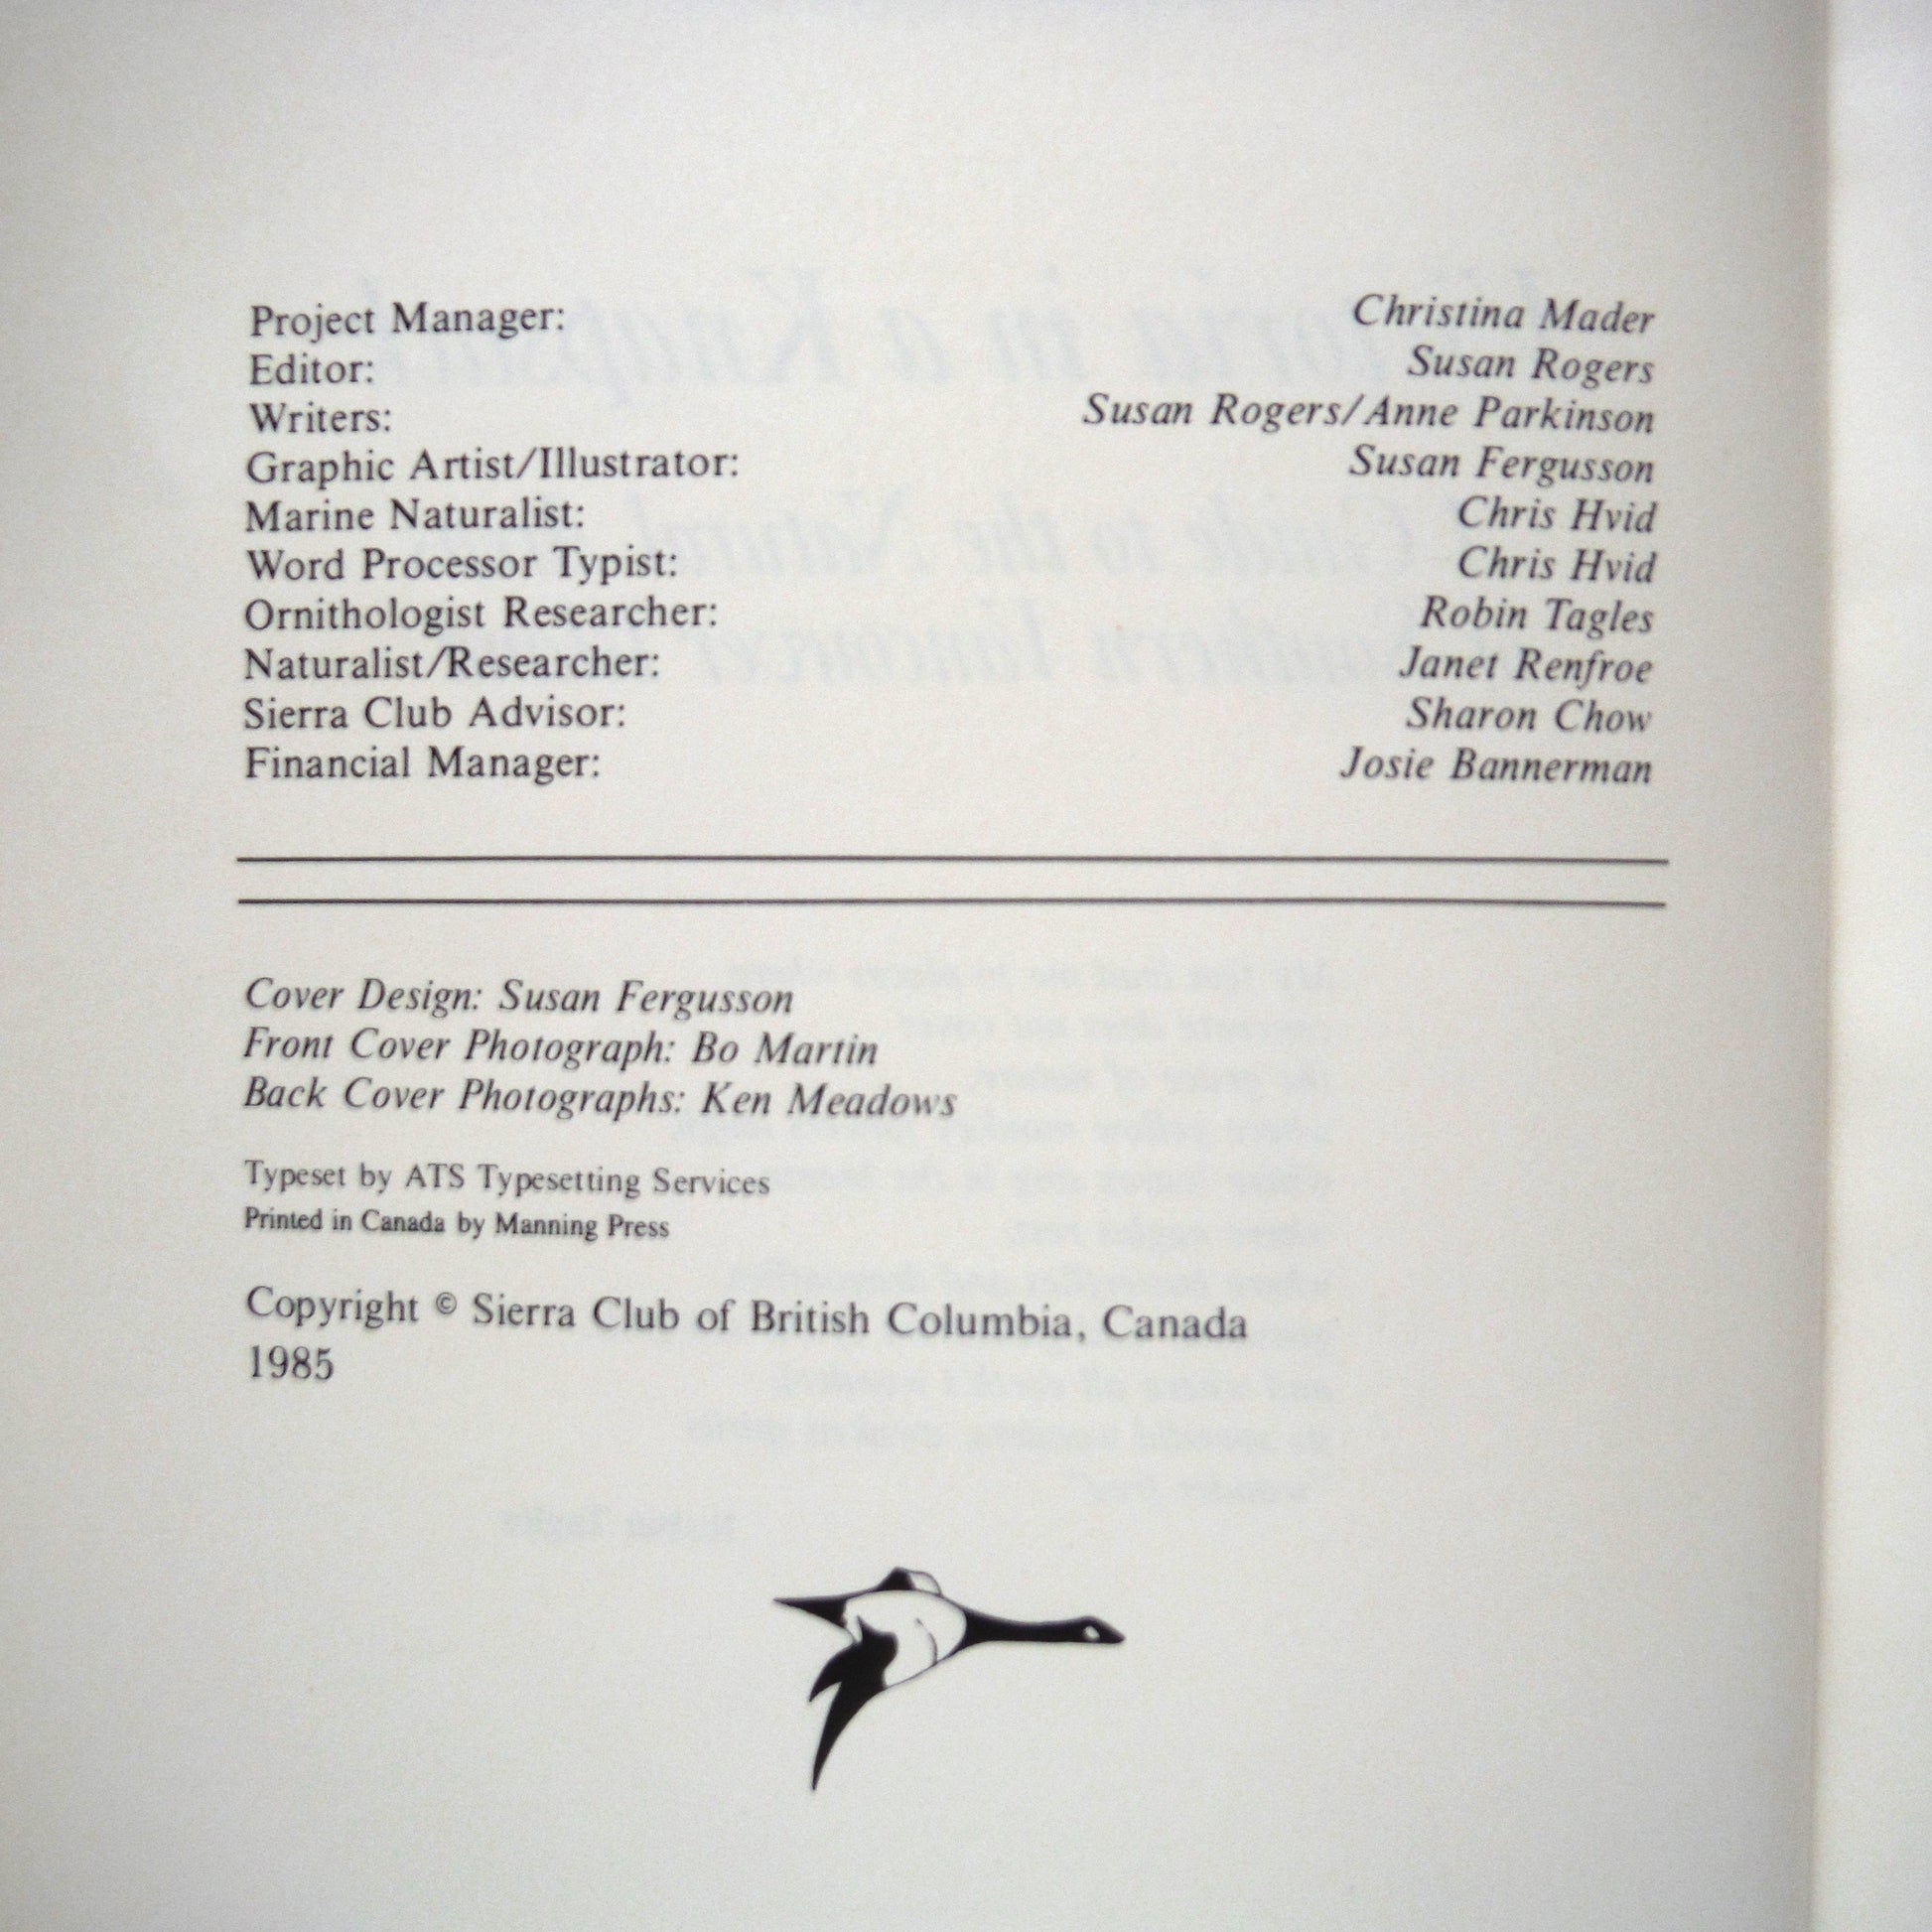 Project Manager: Christina Mader
Editor: Susan Rogers
Writers: Susan Rogers/Anne Parkinson
Graphic Artist/Illustrator: Susan Fergusson
Marine Naturalist: Chris Hvid
Word Processor Typist: Chris Hvid
Ornithologist Researcher: Robin Tagles
Naturalist/Researcher: Janet Renfroe
Sierra Club Advisor: Sharon Chow
Financial Manager: Josie Bannerman
Cover Design: Susan Fergusson
Front Cover Photograph: Bo Martin
Back Cover Photographs: Ken Meadows
Typeset by ATS Typesetting Services
Printed in Canada by Manning Press
Copyright © Sierra Club of British Columbia, Canada
1985